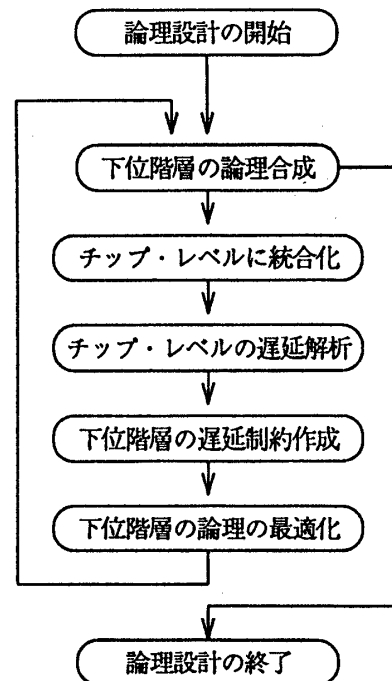 論理設計の開始
下位階層の論理合成
チップ・レベルに統合化
チップ・レベルの遅延解析
下位階層の遅延制約作成
下位階層の論理の最適化
論理設計の終了